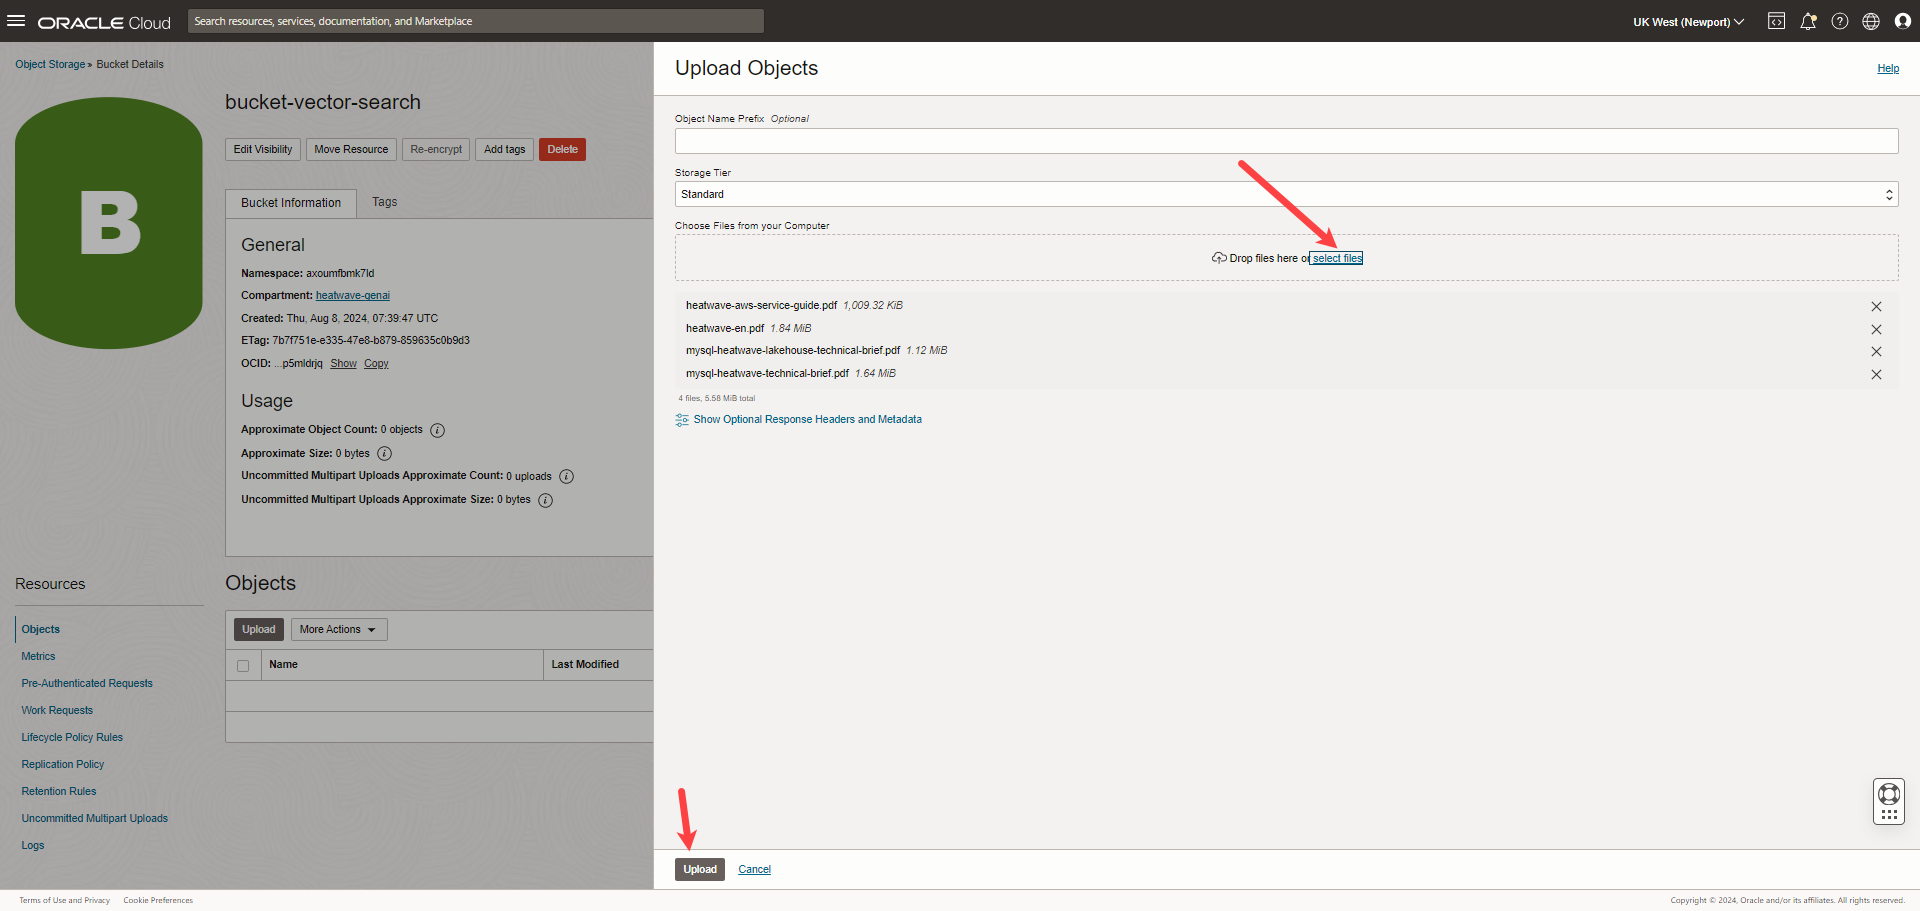 ORACLE Cloud
Search resources, services, documentation, and Marketplace
UK West (Newport)
Object Storage » Bucket Details
B
bucket-vector-search
Edit Visibility
Move Resource
Re-encrypt
Add tags
Delete
Bucket Information
Tags
General
Namespace: axoumfbmk7ld
Compartment: heatwave-genai
Created: Thu, Aug 8, 2024, 07:39:47 UTC
ETag: 7b7f751e-e335-47e8-b879-859635c0b9d3
OCID: ...p5mldrjq Show Copy
Usage
Approximate Object Count: 0 objects
Approximate Size: 0 bytes
Uncommitted Multipart Uploads Approximate Count: 0 uploads
Uncommitted Multipart Uploads Approximate Size: 0 bytes
Resources
Objects
Metrics
Pre-Authenticated Requests
Work Requests
Lifecycle Policy Rules
Replication Policy
Retention Rules
Uncommitted Multipart Uploads
Logs
Objects
Upload
More Actions
Name
Last Modified
Upload Objects
Help
Object Name Prefix Optional
Storage Tier
Standard
Choose Files from your Computer
Drop files here or select files
heatwave-aws-service-guide.pdf 1,009.32 KiB
heatwave-en.pdf 1.84 MiB
mysql-heatwave-lakehouse-technical-brief.pdf 1.12 MiB
mysql-heatwave-technical-brief.pdf 1.64 MiB
4 files, 5.58 MiB total
Show Optional Response Headers and Metadata
Upload
Cancel
Terms of Use and Privacy
Cookie Preferences
Copyright © 2024, Oracle and/or its affiliates. All rights reserved.